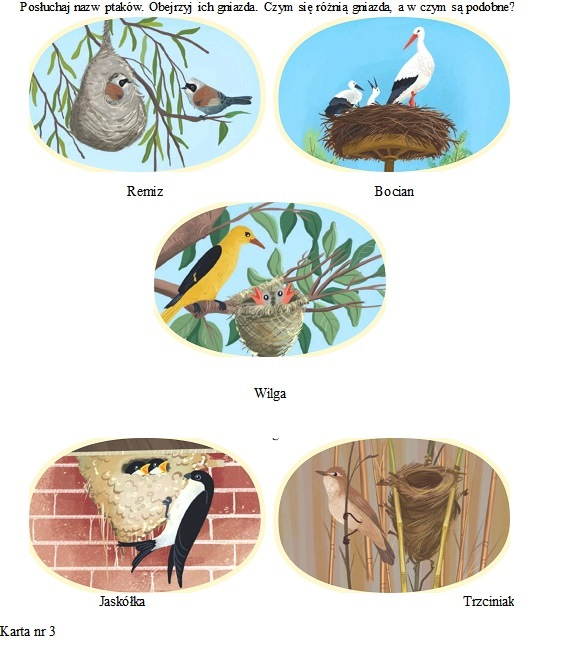 Posłuchaj nazw ptaków. Obejrzyj ich gniazda. Czym się różnią gniazda, a w czym są podobne?
Remiz
Bocian
Wilga
Jaskółka
Trzciniak
Karta nr 3